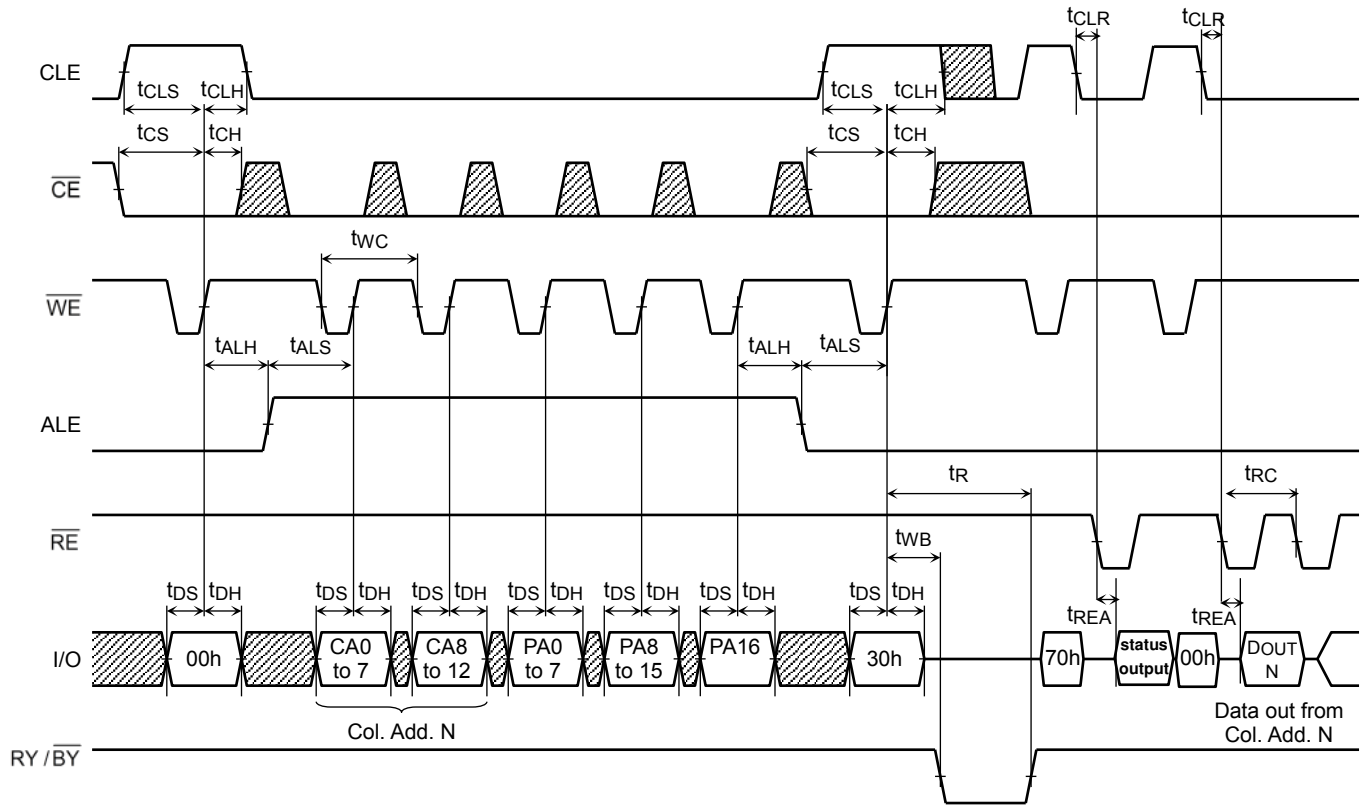 tCLR tCLR
CLE
tCLS tCLH tCLS tCLH
tCS tCH tCS tCH
CE
tWC
WE
tALH tALS tALH tALS
ALE
tR tRC
RE
tWB
tDS tDH tDS tDH tDS tDH tDS tDH tDS tDH tDS tDH tDS tDH
tREA tREA
I/O 00h CA0 to 7 CA8 to 12 PA0 to 7 PA8 to 15 PA16 30h 70h status output 00h DOUT N
Col. Add. N
Data out from
Col. Add. N
RY / BY